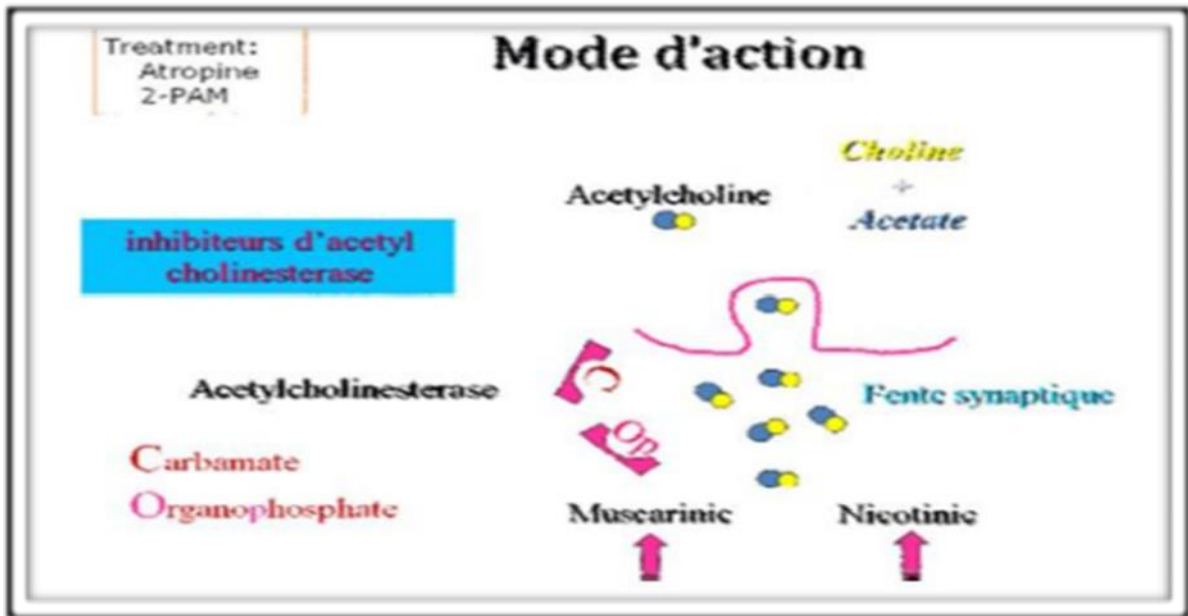 Treatment:
Atropine
2-PAM
Mode d'action
Choline
+
Acetate
Acetylcholine
inhibiteurs d'acetyl
cholinesterase
Acetylcholinesterase
C
Op
Fente synaptique
Carbamate
Organophosphate
Muscarinic
Nicotinic